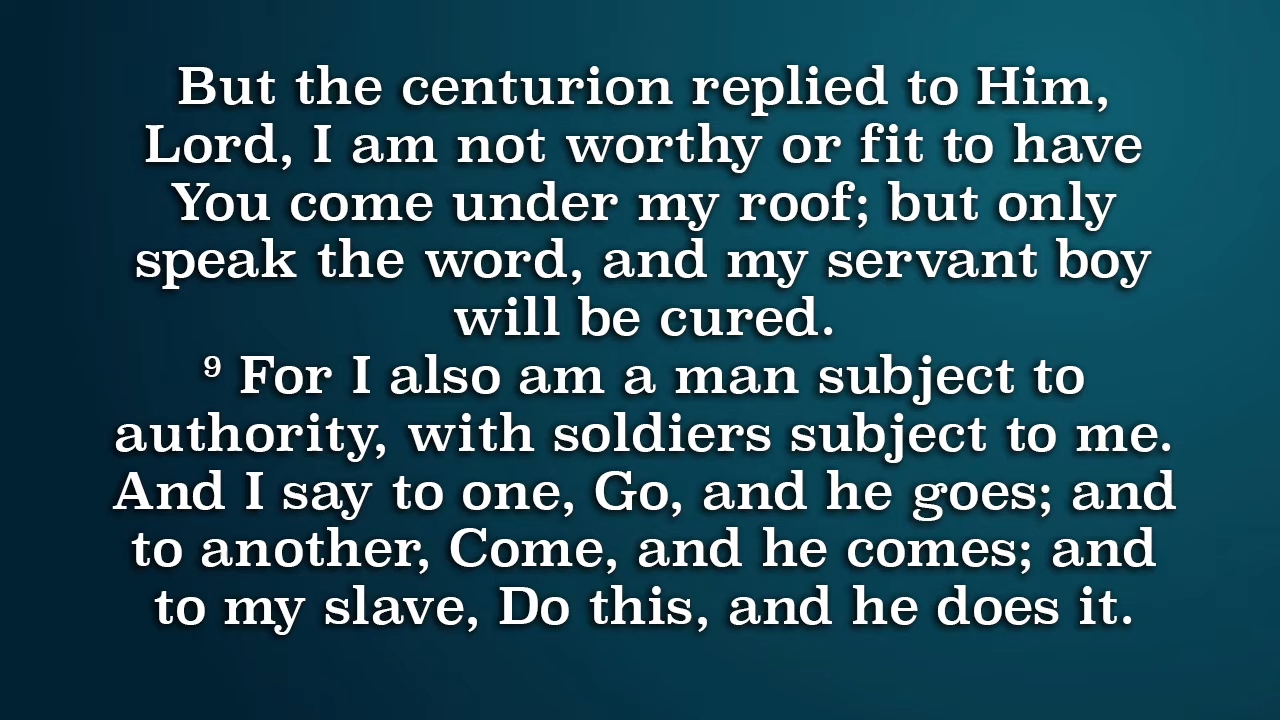 But the centurion replied to Him,
Lord, I am not worthy or fit to have
You come under my roof; but only
speak the word, and my servant boy
will be cured.
⁹ For I also am a man subject to
authority, with soldiers subject to me.
And I say to one, Go, and he goes; and
to another, Come, and he comes; and
to my slave, Do this, and he does it.